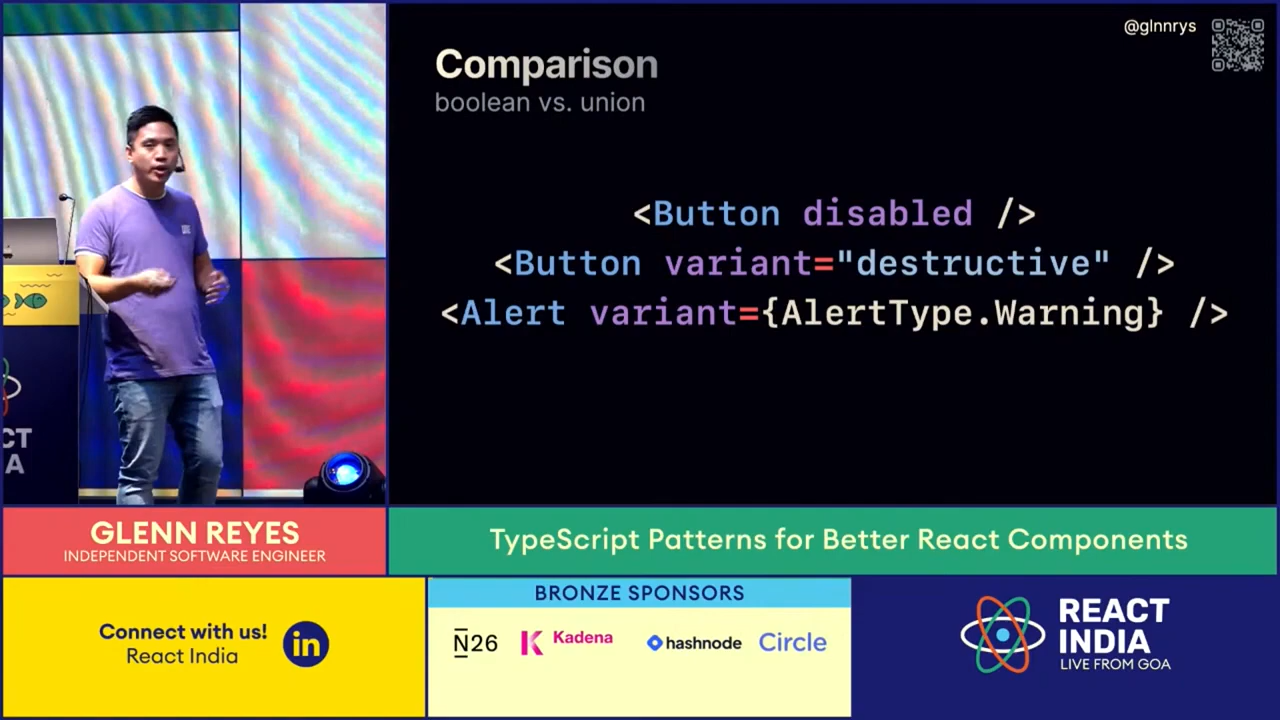 @glnnrys
Comparison
boolean vs. union
<Button disabled />
<Button variant="destructive" />
<Alert variant={AlertType.Warning} />
CT
IA
GLENN REYES
INDEPENDENT SOFTWARE ENGINEER
TypeScript Patterns for Better React Components
Connect with us!
React India
in
BRONZE SPONSORS
N26
Kadena
hashnode
Circle
REACT
INDIA
LIVE FROM GOA